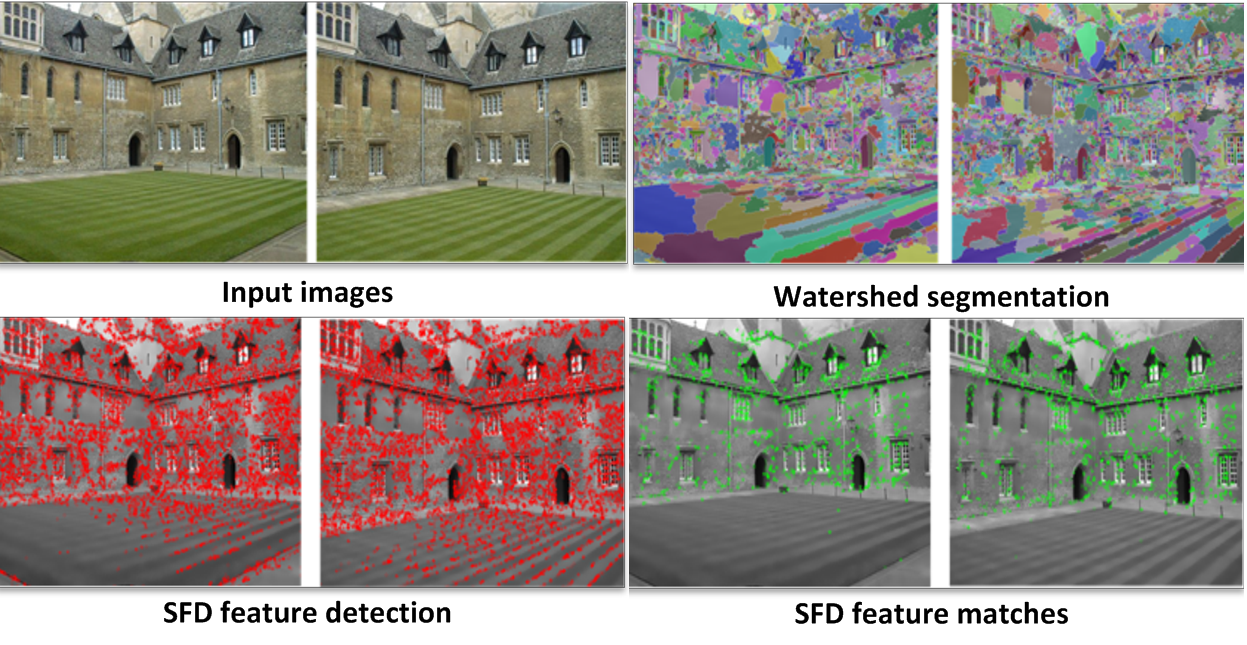 Input images
Watershed segmentation
SFD feature detection
SFD feature matches